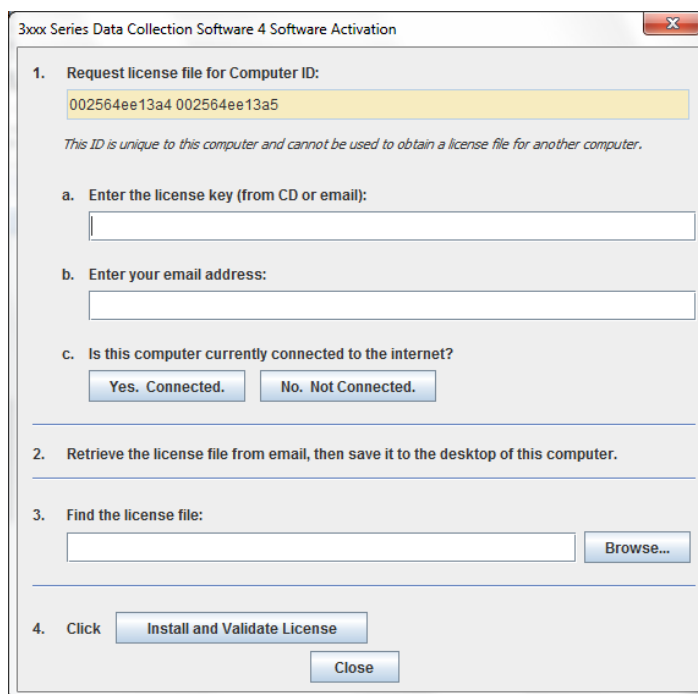 3xxx Series Data Collection Software 4 Software Activation
x
1. Request license file for Computer ID:
002564ee13a4 002564ee13a5
This ID is unique to this computer and cannot be used to obtain a license file for another computer.
a. Enter the license key (from CD or email):
b. Enter your email address:
c. Is this computer currently connected to the internet?
Yes. Connected. No. Not Connected.
2. Retrieve the license file from email, then save it to the desktop of this computer.
3. Find the license file:
Browse...
4. Click Install and Validate License
Close